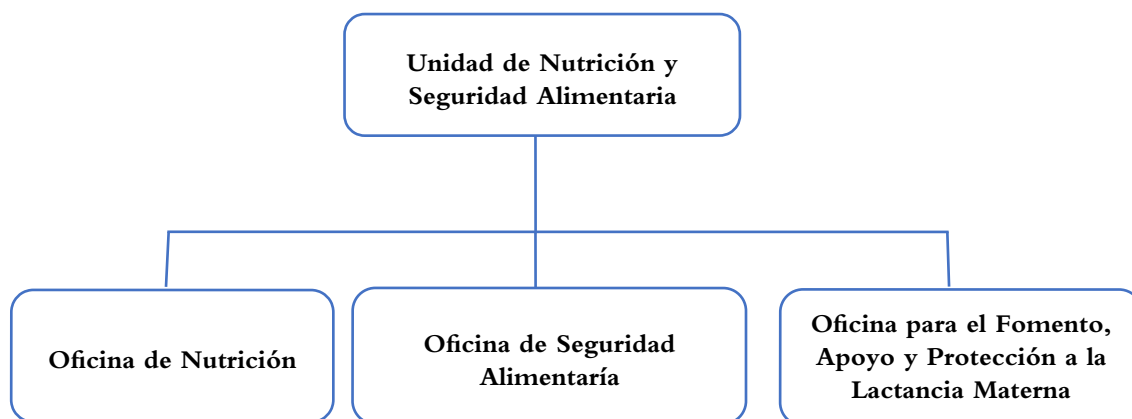 Unidad de Nutrición y
Seguridad Alimentaria
Oficina de Nutrición
Oficina de Seguridad
Alimentaría
Oficina para el Fomento,
Apoyo y Protección a la
Lactancia Materna